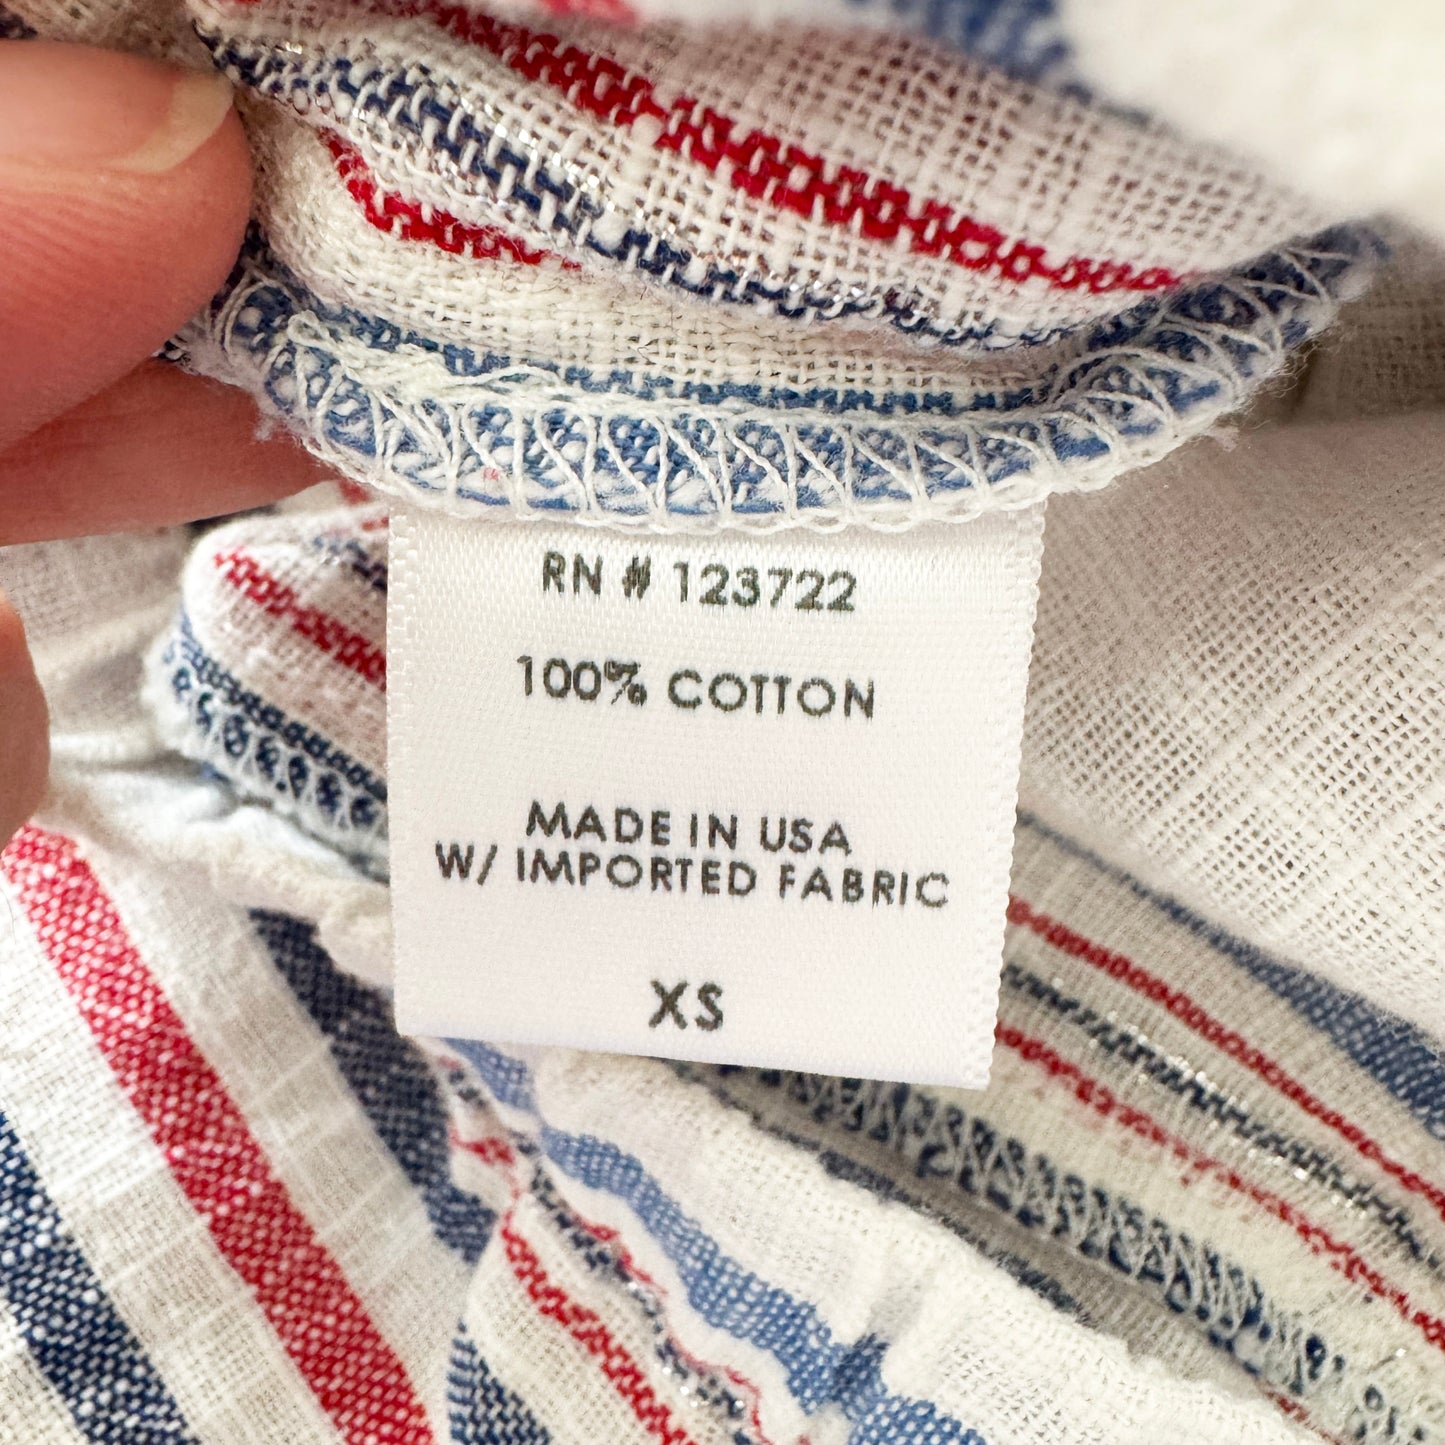 RN # 123722
100% COTTON
MADE IN USA
W/ IMPORTED FABRIC
XS